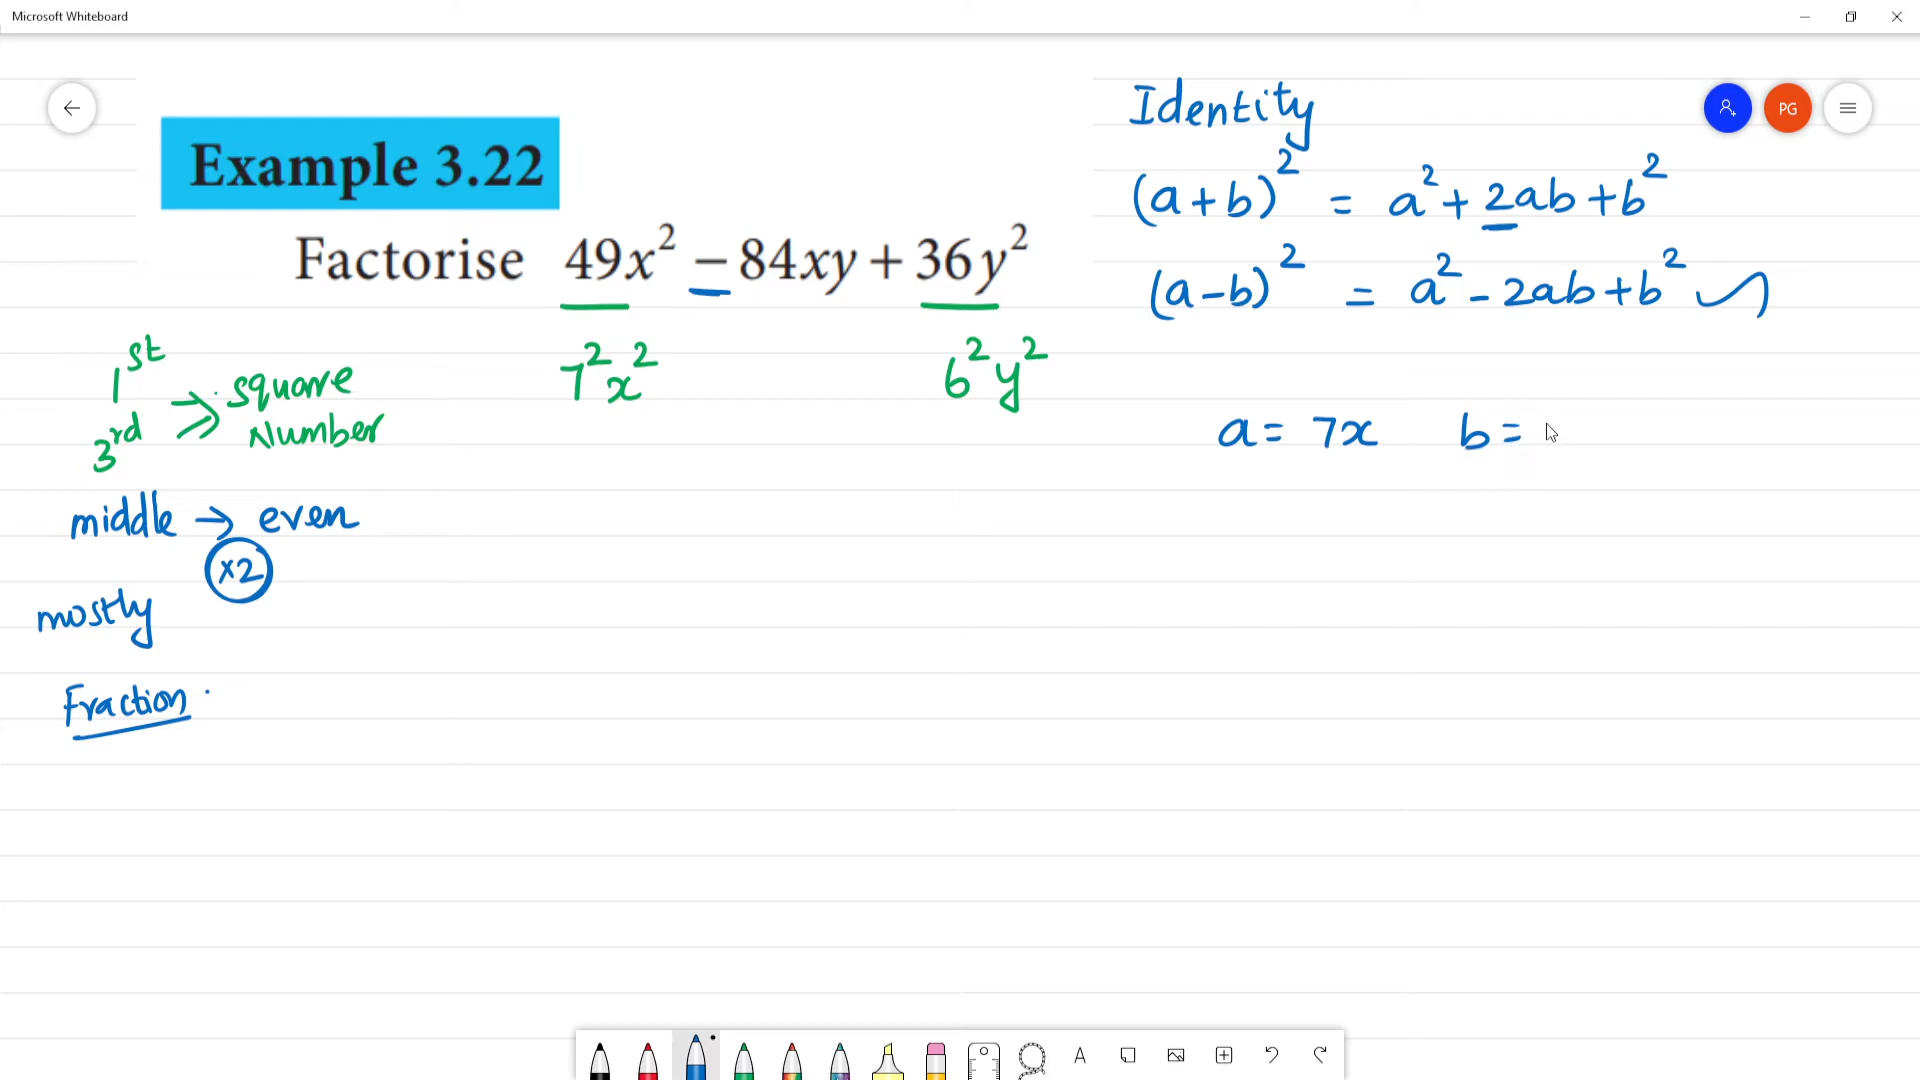 Microsoft Whiteboard
Example 3.22
Factorise 49x² − 84xy + 36y²
7²x² 6²y²
1st
3rd ⇒ square
Number
middle → even
×2
mostly
Fraction
Identity
(a+b)² = a² + 2ab + b²
(a−b)² = a² − 2ab + b²
a = 7x b =
PG
A